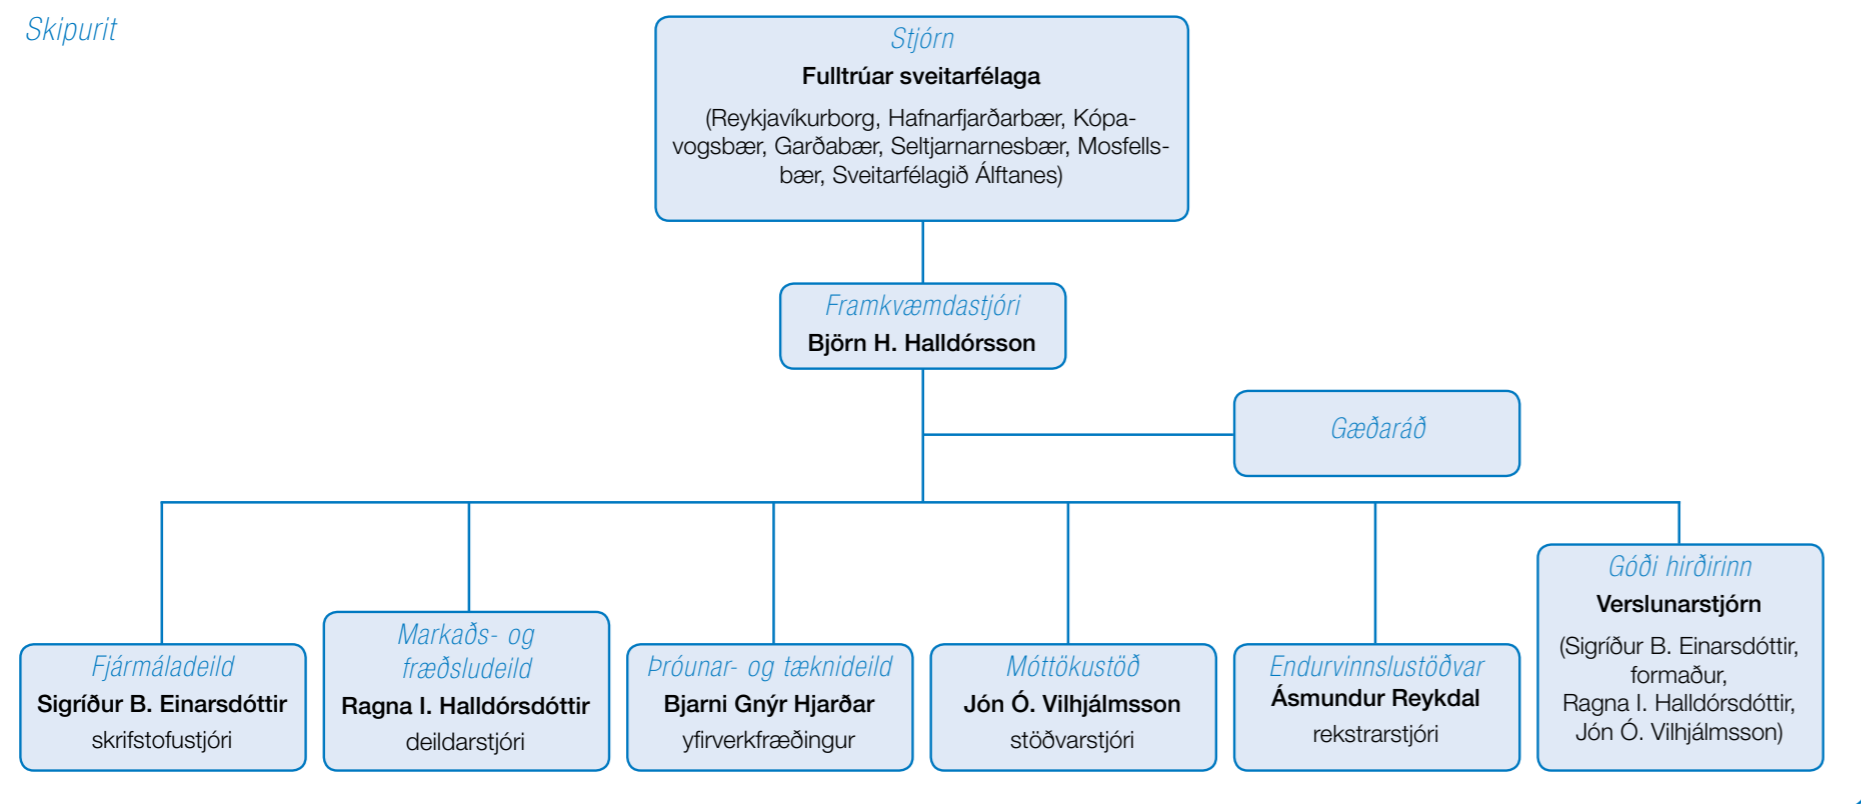 Skipurit
Stjórn
Fulltrúar sveitarfélaga
(Reykjavíkurborg, Hafnarfjarðarbær, Kópa-
vogsbær, Garðabær, Seltjarnarnesbær, Mosfells-
bær, Sveitarfélagið Álftanes)
Framkvæmdastjóri
Björn H. Halldórsson
Gæðaráð
Fjármáladeild
Sigríður B. Einarsdóttir
skrifstofustjóri
Markaðs- og
fræðsludeild
Ragna I. Halldórsdóttir
deildarstjóri
Þróunar- og tæknideild
Bjarni Gnýr Hjarðar
yfirverkfræðingur
Móttökustöð
Jón Ó. Vilhjálmsson
stöðvarstjóri
Endurvinnslustöðvar
Ásmundur Reykdal
rekstrarstjóri
Góði hirðirinn
Verslunarstjórn
(Sigríður B. Einarsdóttir,
formaður,
Ragna I. Halldórsdóttir,
Jón Ó. Vilhjálmsson)